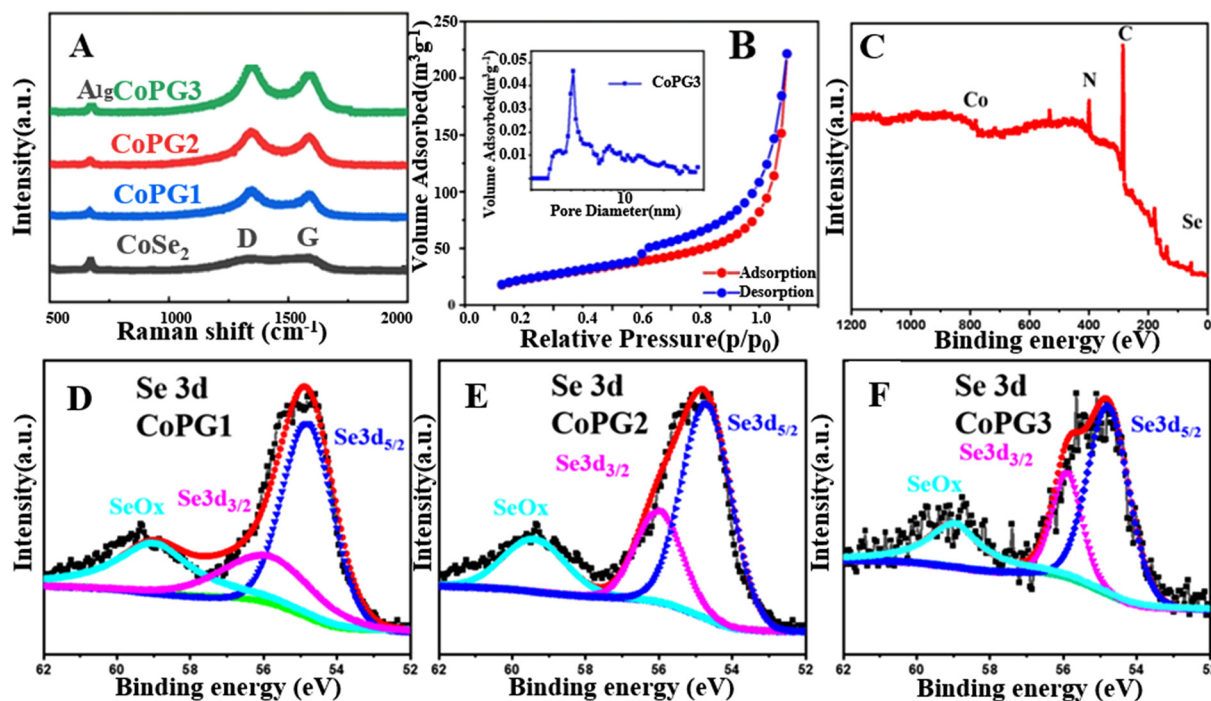 A
A1g CoPG3
CoPG2
CoPG1
CoSe2
D G
Intensity(a.u.)
500 1000 1500 2000
Raman shift (cm-1)
B
Volume Adsorbed(m3g-1)
250
200
150
100
50
0
0.05
0.04
0.03
0.02
0.01
Volume Adsorbed(m3g-1)
CoPG3
10
Pore Diameter(nm)
Adsorption
Desorption
0.2 0.4 0.6 0.8 1.0
Relative Pressure(p/p0)
C
C
N
Co
Se
Intensity(a.u.)
1200 1000 800 600 400 200 0
Binding energy (eV)
D
Se 3d
CoPG1
Se3d5/2
Se3d3/2
SeOx
Intensity(a.u.)
62 60 58 56 54 52
Binding energy (eV)
E
Se 3d
CoPG2
Se3d5/2
Se3d3/2
SeOx
Intensity(a.u.)
62 60 58 56 54 52
Binding energy (eV)
F
Se 3d
CoPG3
Se3d5/2
Se3d3/2
SeOx
Intensity(a.u.)
62 60 58 56 54 52
Binding energy (eV)